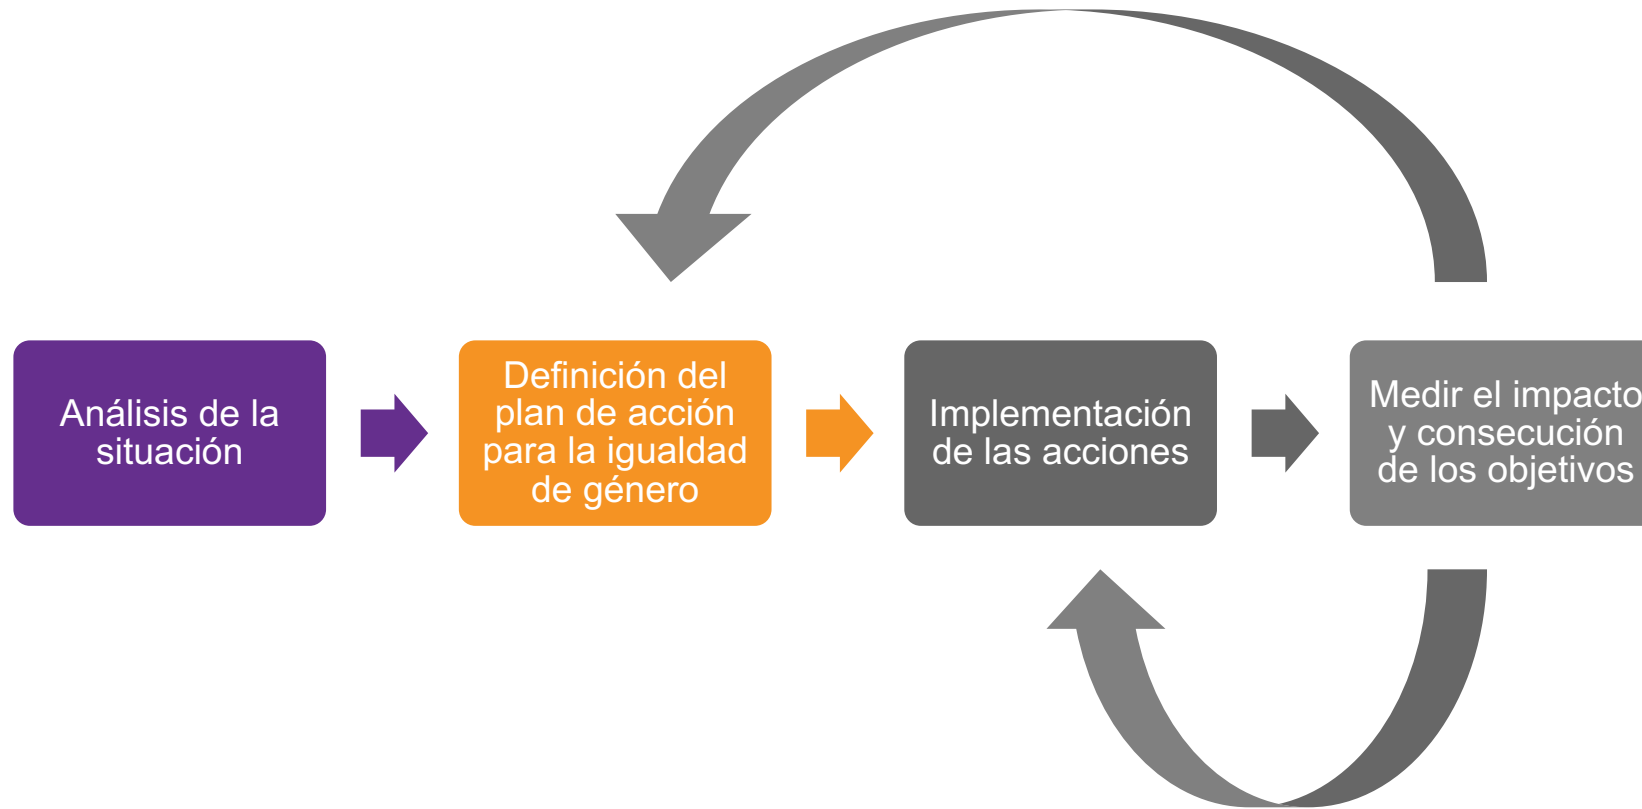 Análisis de la
situación
Definición del
plan de acción
para la igualdad
de género
Implementación
de las acciones
Medir el impacto
y consecución
de los objetivos